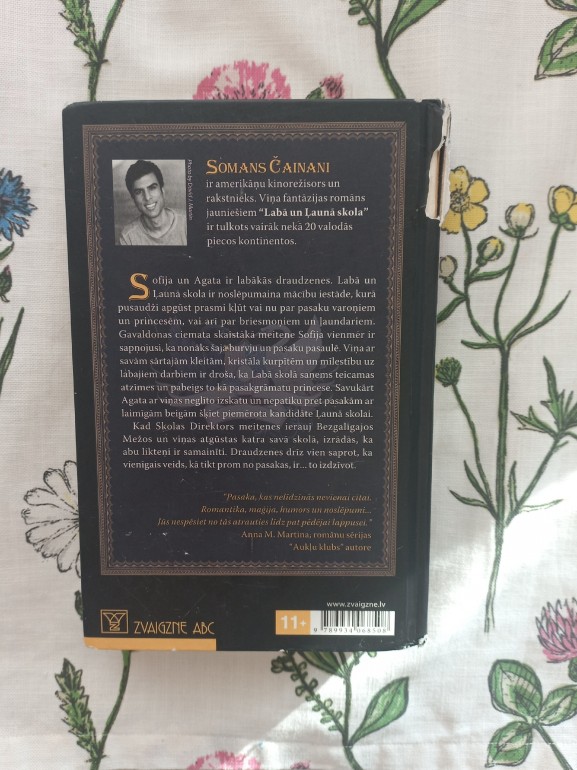 SOMANS ČAINANI
ir amerikāņu kinorežisors un
rakstnieks. Viņa fantāzijas romāns
jauniešiem "Labā un Ļaunā skola"
ir tulkots vairāk nekā 20 valodās
piecos kontinentos.
Sofija un Agata ir labākās draudzenes. Labā un
Ļaunā skola ir noslēpumaina mācību iestāde, kurā
pusaudži apgūst prasmi kļūt vai nu par pasaku varoņiem
un princesēm, vai arī par briesmoņiem un ļaundariem.
Gavaldonas ciemata skaistākā meitene Sofija vienmēr ir
sapņojusi, ka nonāks šajā burvju un pasaku pasaulē. Viņa ar
savām sārtajām kleitām, kristāla kurpītēm un mīlestību uz
labajiem darbiem ir droša, ka Labā skolā saņems teicamas
atzīmes un pabeigs to kā pasakgrāmatu princese. Savukārt
Agata ar viņas neglīto izskatu un nepatiku pret pasakām ar
laimīgām beigām šķiet piemērota kandidāte Ļaunā skolai.
Kad Skolas Direktors meitenes ierauj Bezgalīgajos
Mežos un viņas atgūstas katra savā skolā, izrādās, ka
abu likteņi ir samainīti. Draudzenes drīz vien saprot, ka
vienīgais veids, kā tikt prom no pasakas, ir... to izdzīvot.
"Pasaka, kas nelīdzinās nevienai citai.
Romantika, maģija, humors un noslēpumi...
Jūs nespēsiet no tās atrauties līdz pat pēdējai lappusei."
Anna M. Martina, romānu sērijas
"Aukļu klubs" autore
ZVAIGZNE ABC
www.zvaigzne.lv
11+
9 789934 068508